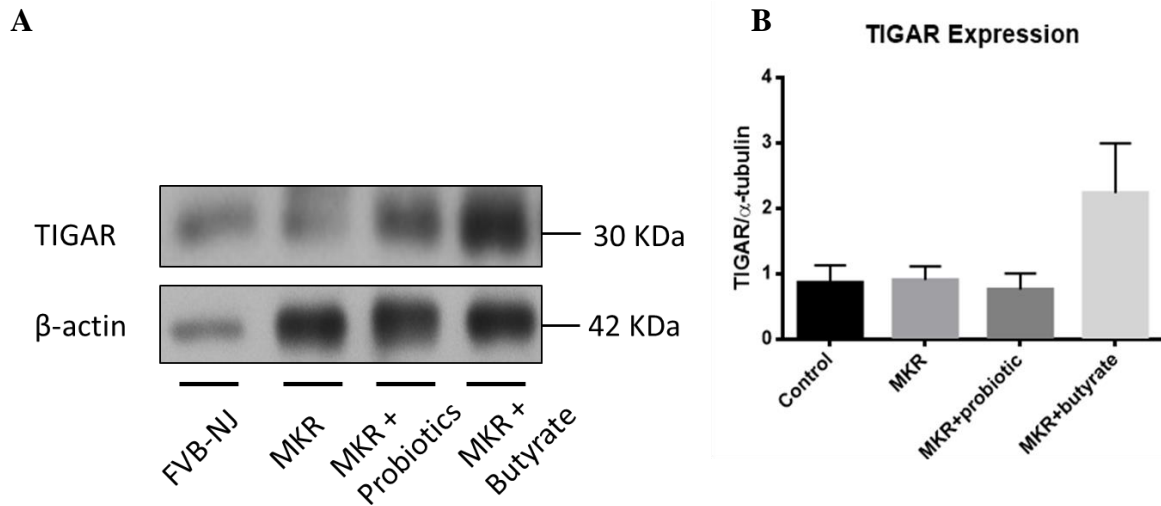 A
TIGAR
30 KDa
β-actin
42 KDa
FVB-NJ
MKR
MKR +
Probiotics
MKR +
Butyrate
B
TIGAR Expression
TIGAR/α-tubulin
4
3
2
1
0
Control
MKR
MKR+probiotic
MKR+butyrate